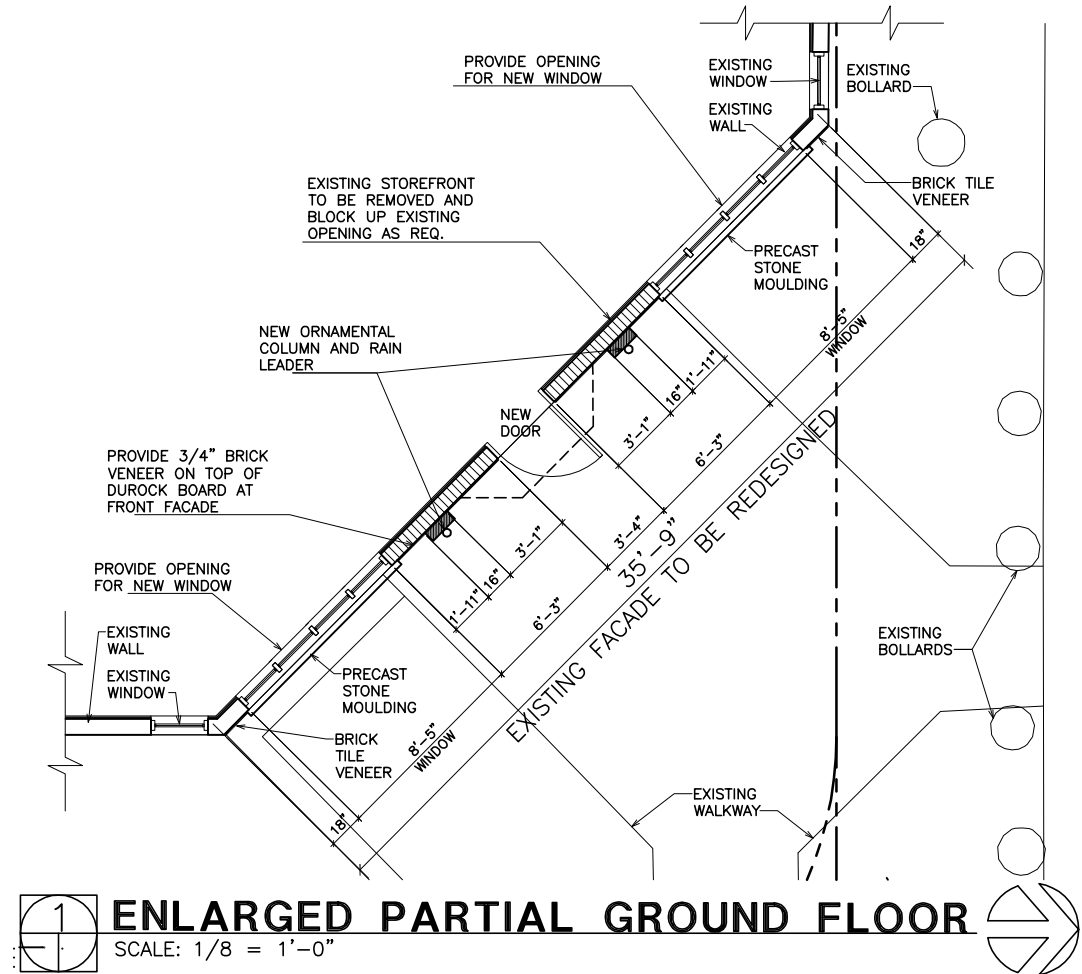 PROVIDE OPENING
FOR NEW WINDOW
EXISTING
WINDOW
EXISTING
BOLLARD
EXISTING
WALL
BRICK TILE
VENEER
EXISTING STOREFRONT
TO BE REMOVED AND
BLOCK UP EXISTING
OPENING AS REQ.
PRECAST
STONE
MOULDING
18"
8'-5"
WINDOW
NEW ORNAMENTAL
COLUMN AND RAIN
LEADER
1'-11"
16"
3'-1"
6'-3"
NEW
DOOR
PROVIDE 3/4" BRICK
VENEER ON TOP OF
DUROCK BOARD AT
FRONT FACADE
3'-4"
35'-9"
EXISTING FACADE TO BE REDESIGNED
3'-1"
16"
1'-11"
6'-3"
PROVIDE OPENING
FOR NEW WINDOW
EXISTING
WALL
EXISTING
WINDOW
EXISTING
BOLLARDS
PRECAST
STONE
MOULDING
BRICK
TILE
VENEER
8'-5"
WINDOW
18"
EXISTING
WALKWAY
1
ENLARGED PARTIAL GROUND FLOOR
SCALE: 1/8 = 1'-0"